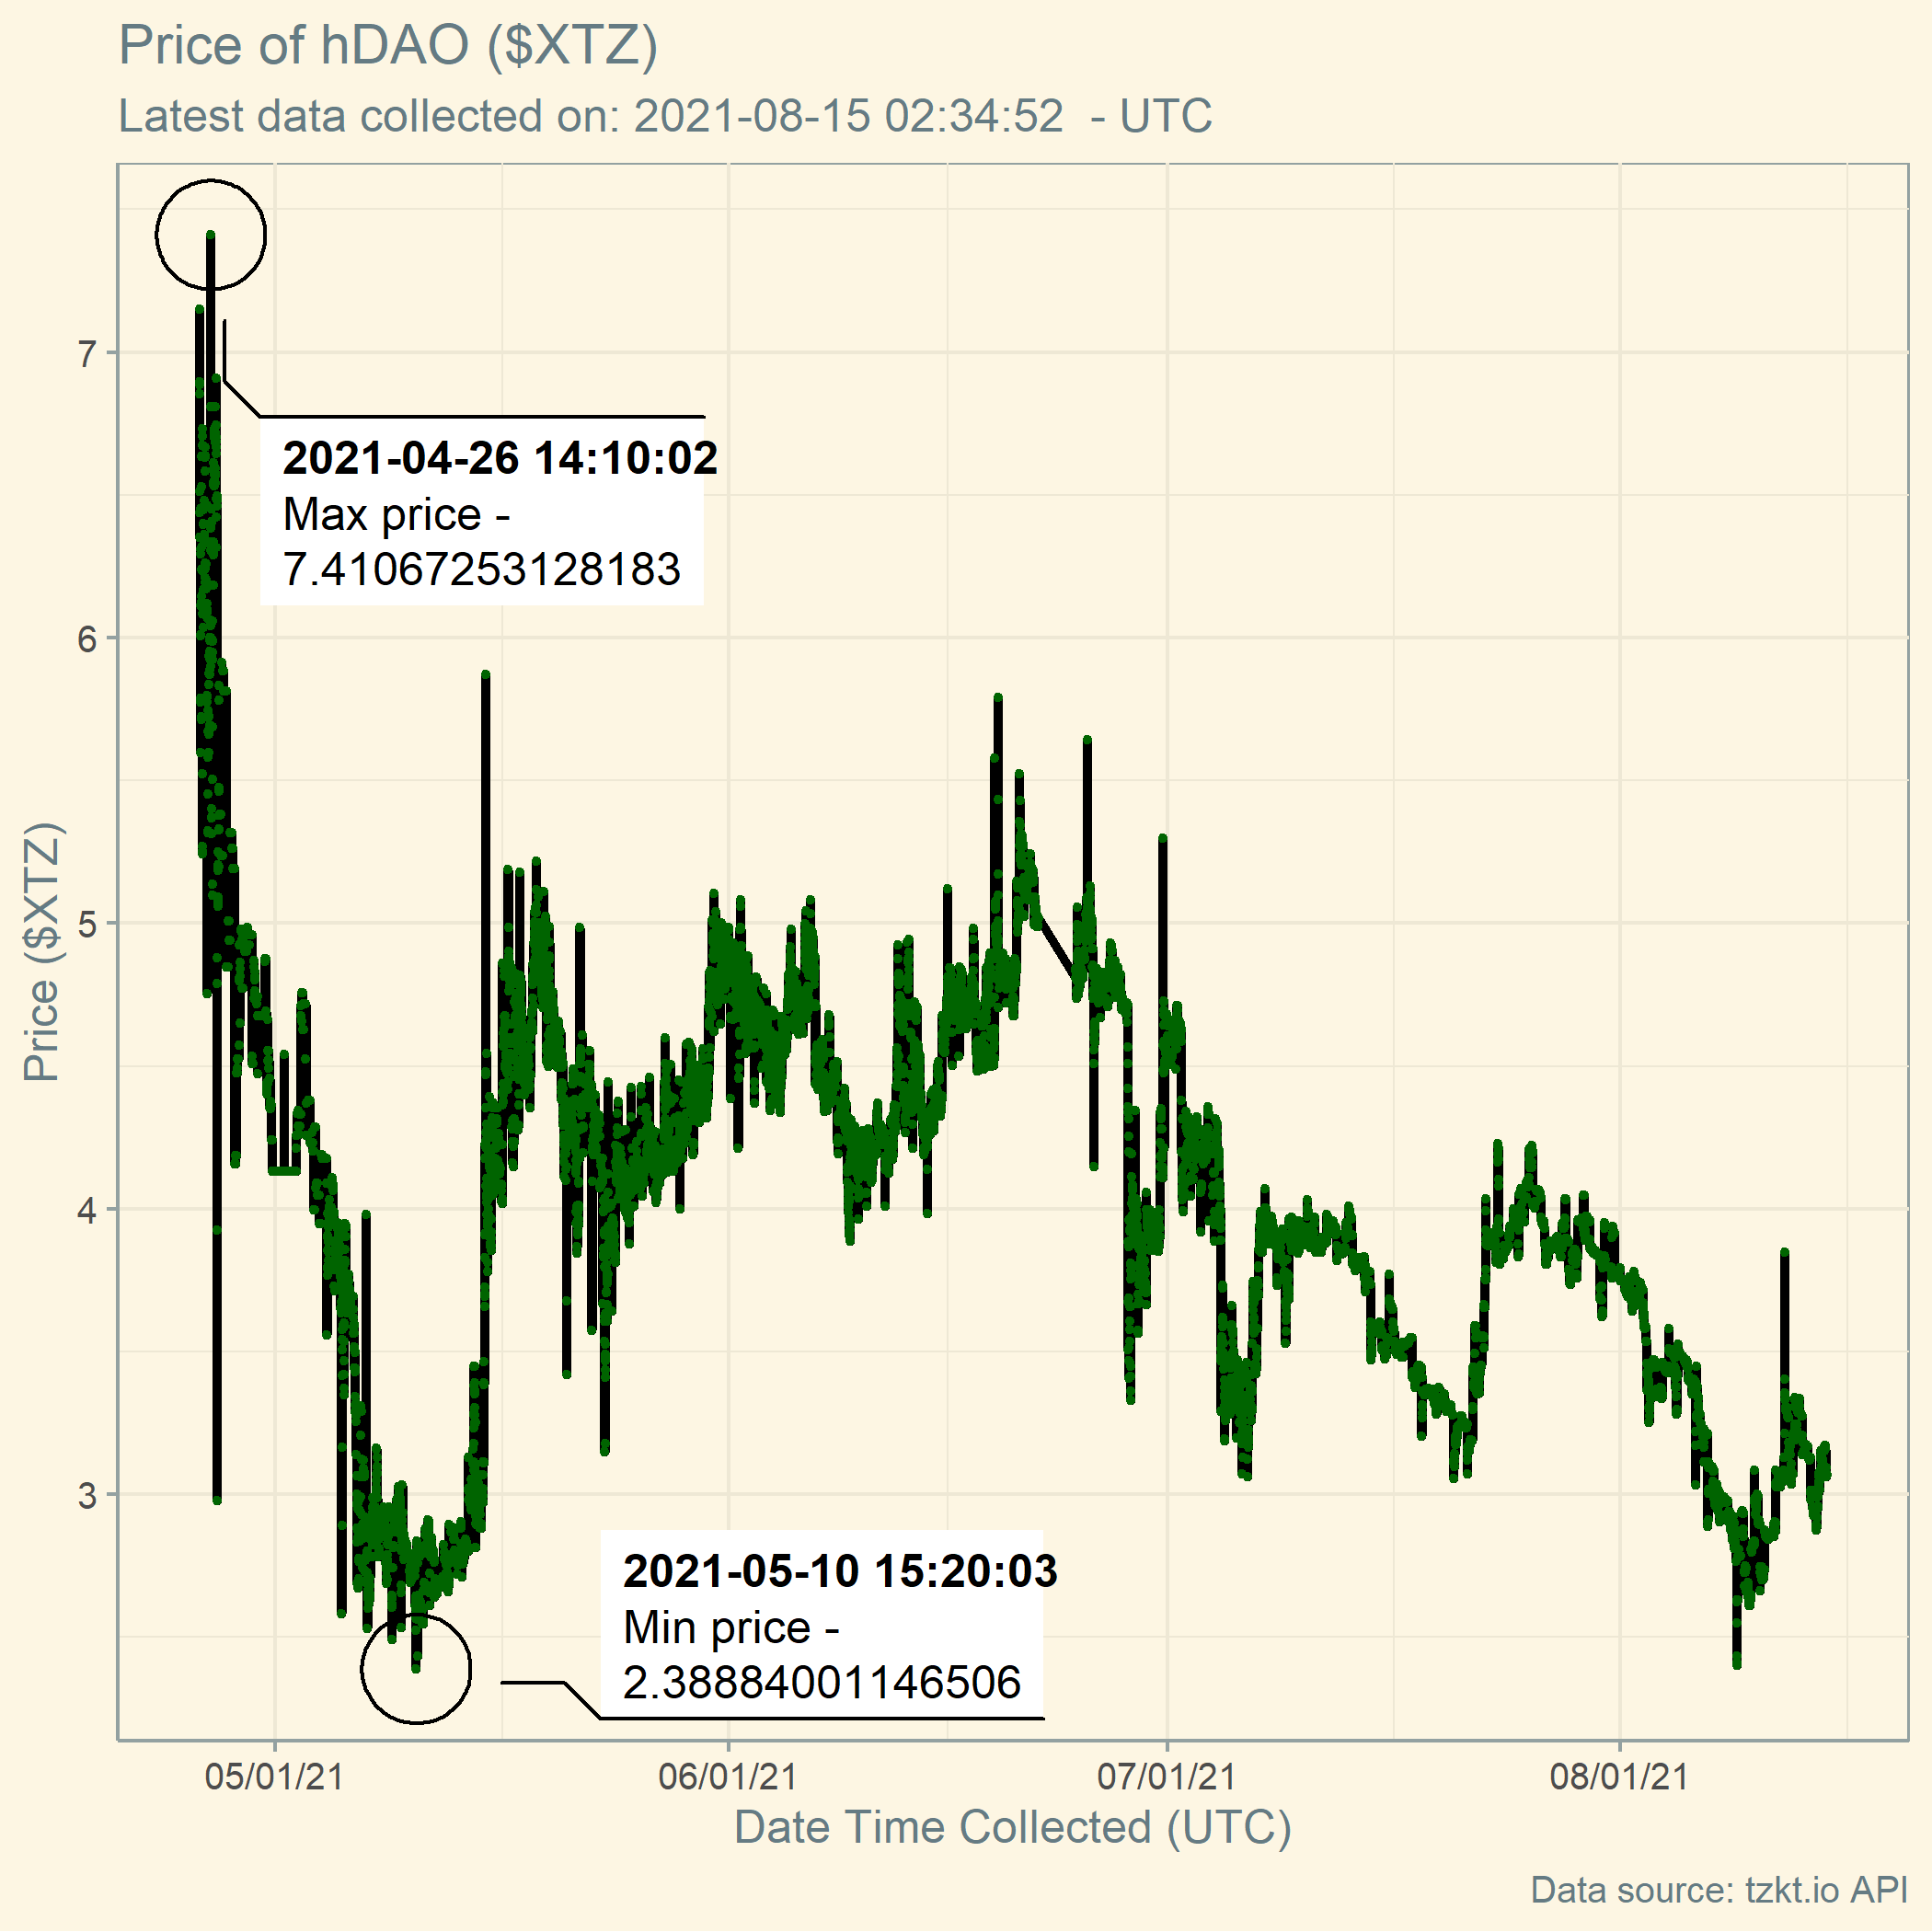 Price of hDAO ($XTZ)
Latest data collected on: 2021-08-15 02:34:52  - UTC
Price ($XTZ)
7
6
5
4
3
2021-04-26 14:10:02
Max price -
7.41067253128183
2021-05-10 15:20:03
Min price -
2.38884001146506
05/01/21
06/01/21
07/01/21
08/01/21
Date Time Collected (UTC)
Data source: tzkt.io API